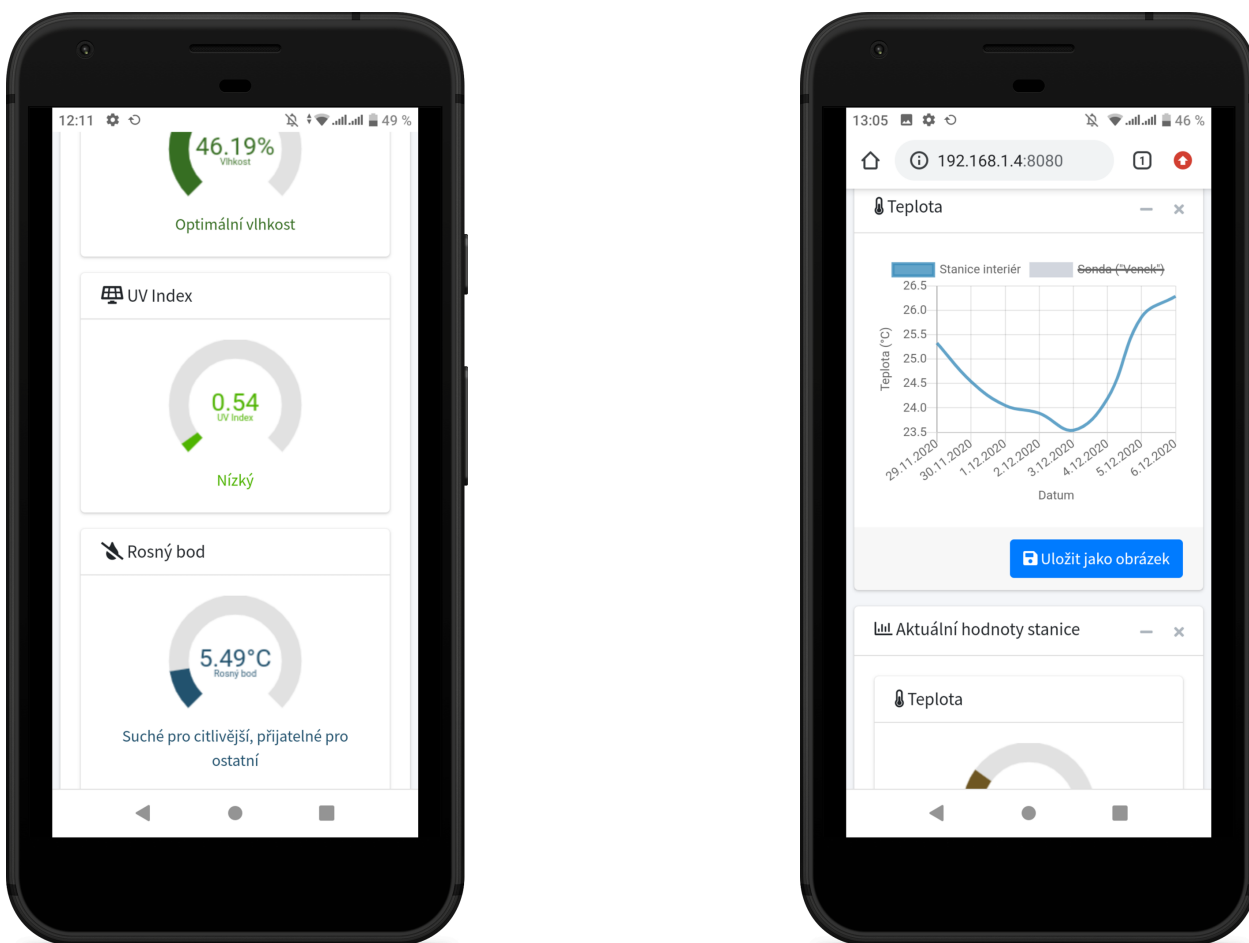 12:11
49 %
46.19%
Vlhkost
Optimální vlhkost
UV Index
0.54
UV Index
Nízký
Rosný bod
5.49°C
Rosný bod
Suché pro citlivější, přijatelné pro
ostatní
13:05
46 %
192.168.1.4:8080
1
Teplota
Stanice interiér
Sonda ("Venek")
26.5
26.0
25.5
25.0
24.5
24.0
23.5
Teplota (°C)
29.11.2020
30.11.2020
1.12.2020
2.12.2020
3.12.2020
4.12.2020
5.12.2020
6.12.2020
Datum
Uložit jako obrázek
Aktuální hodnoty stanice
Teplota